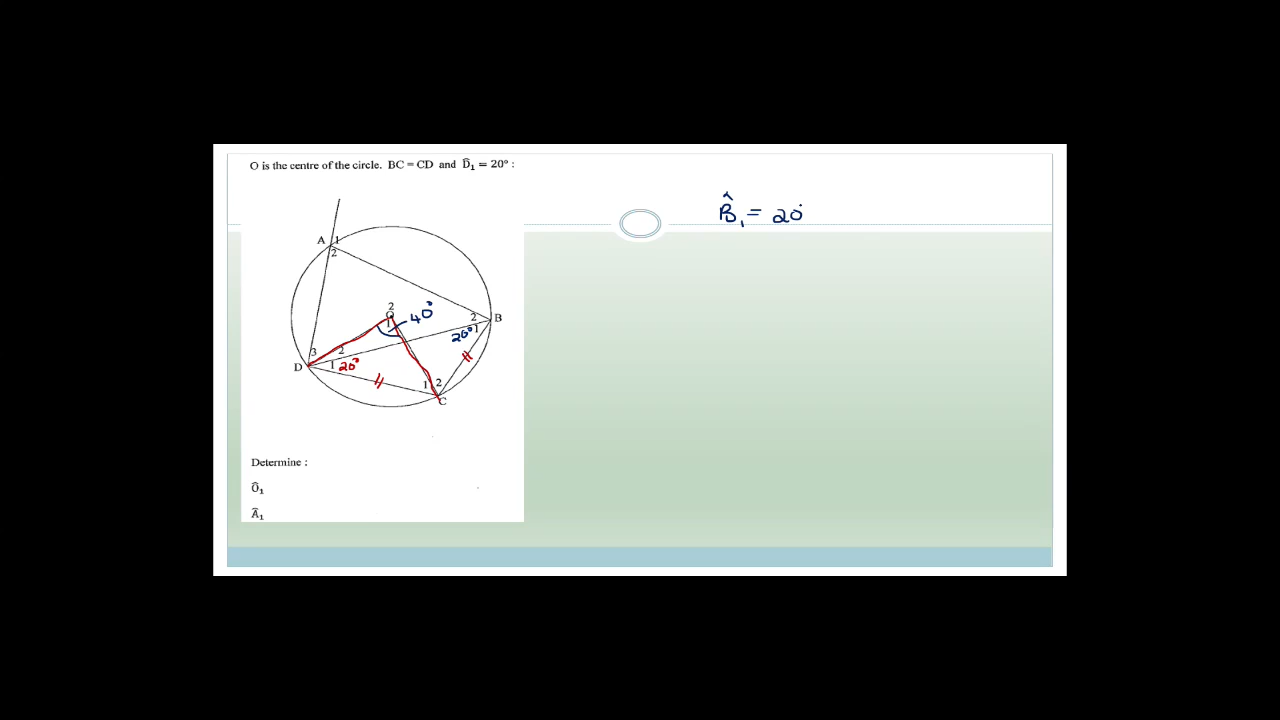 O is the centre of the circle. BC = CD and D̂₁ = 20° :
B̂₁ = 20°
A 1
2
2
O
1 40°
2 B
20° 1
3 2
D 1 20°
1 2
C
Determine :
Ô₁
Â₁